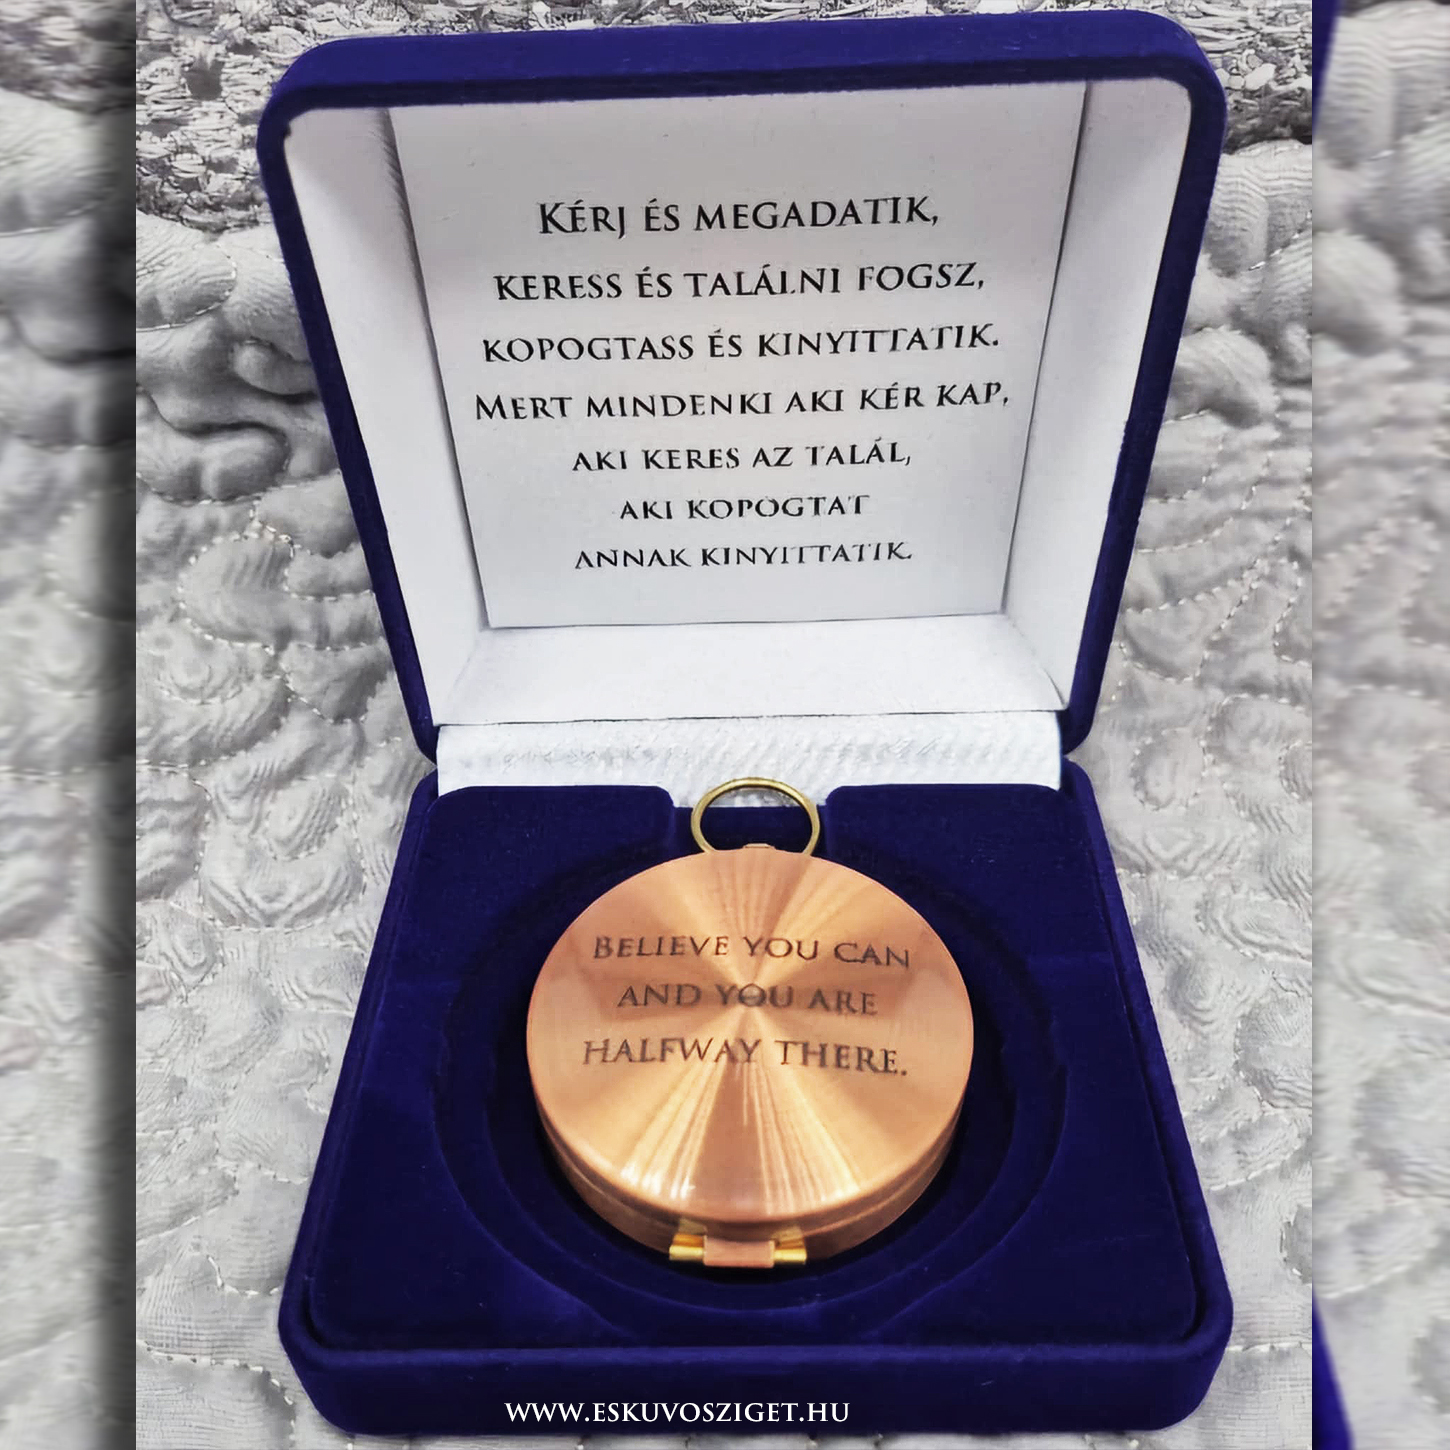 Kérj és megadatik,
keress és találni fogsz,
kopogtass és kinyittatik.
Mert mindenki aki kér kap,
aki keres az talál,
aki kopogtat
annak kinyittatik.
Believe you can
and you are
halfway there.
www.eskuvosziget.hu